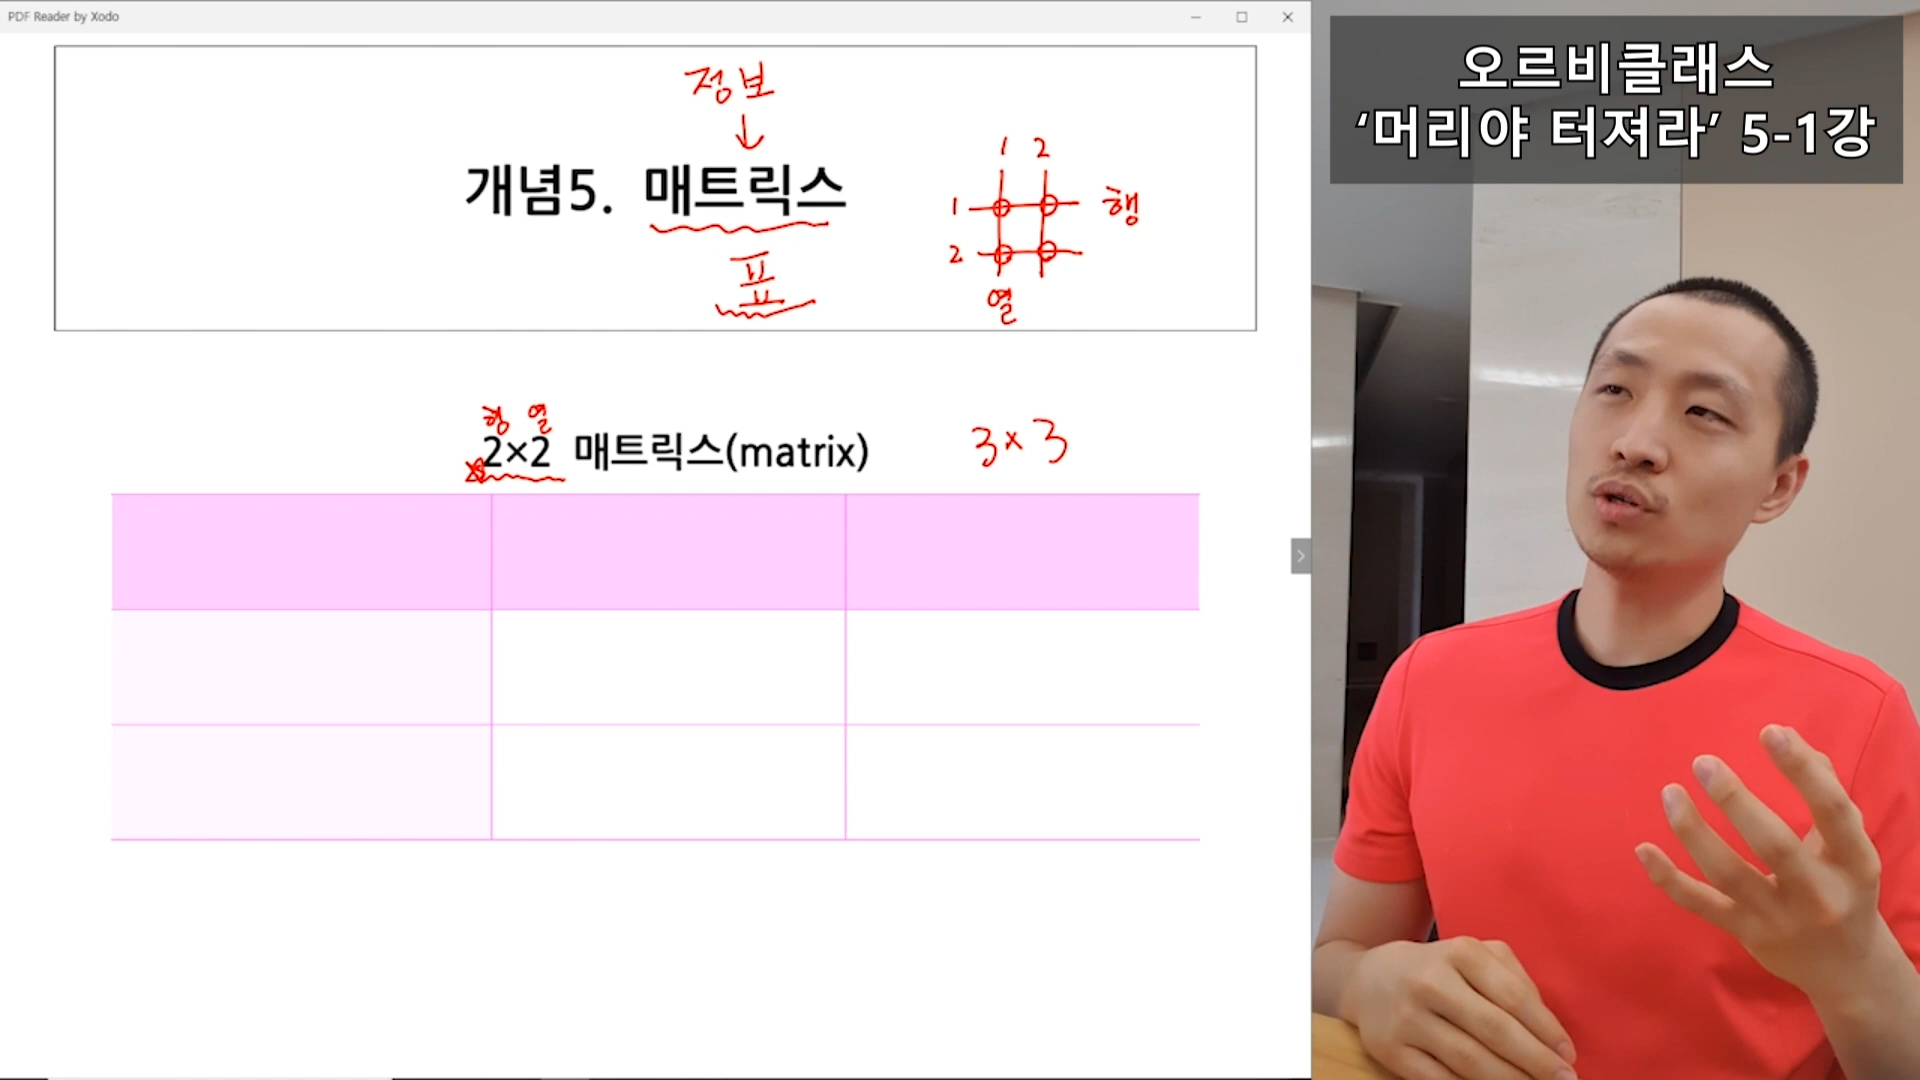 PDF Reader by Xodo
오르비클래스
‘머리야 터져라’ 5-1강
정보
↓
개념5. 매트릭스
표
1 2
1 행
2
열
행 열
2×2 매트릭스(matrix)
3×3